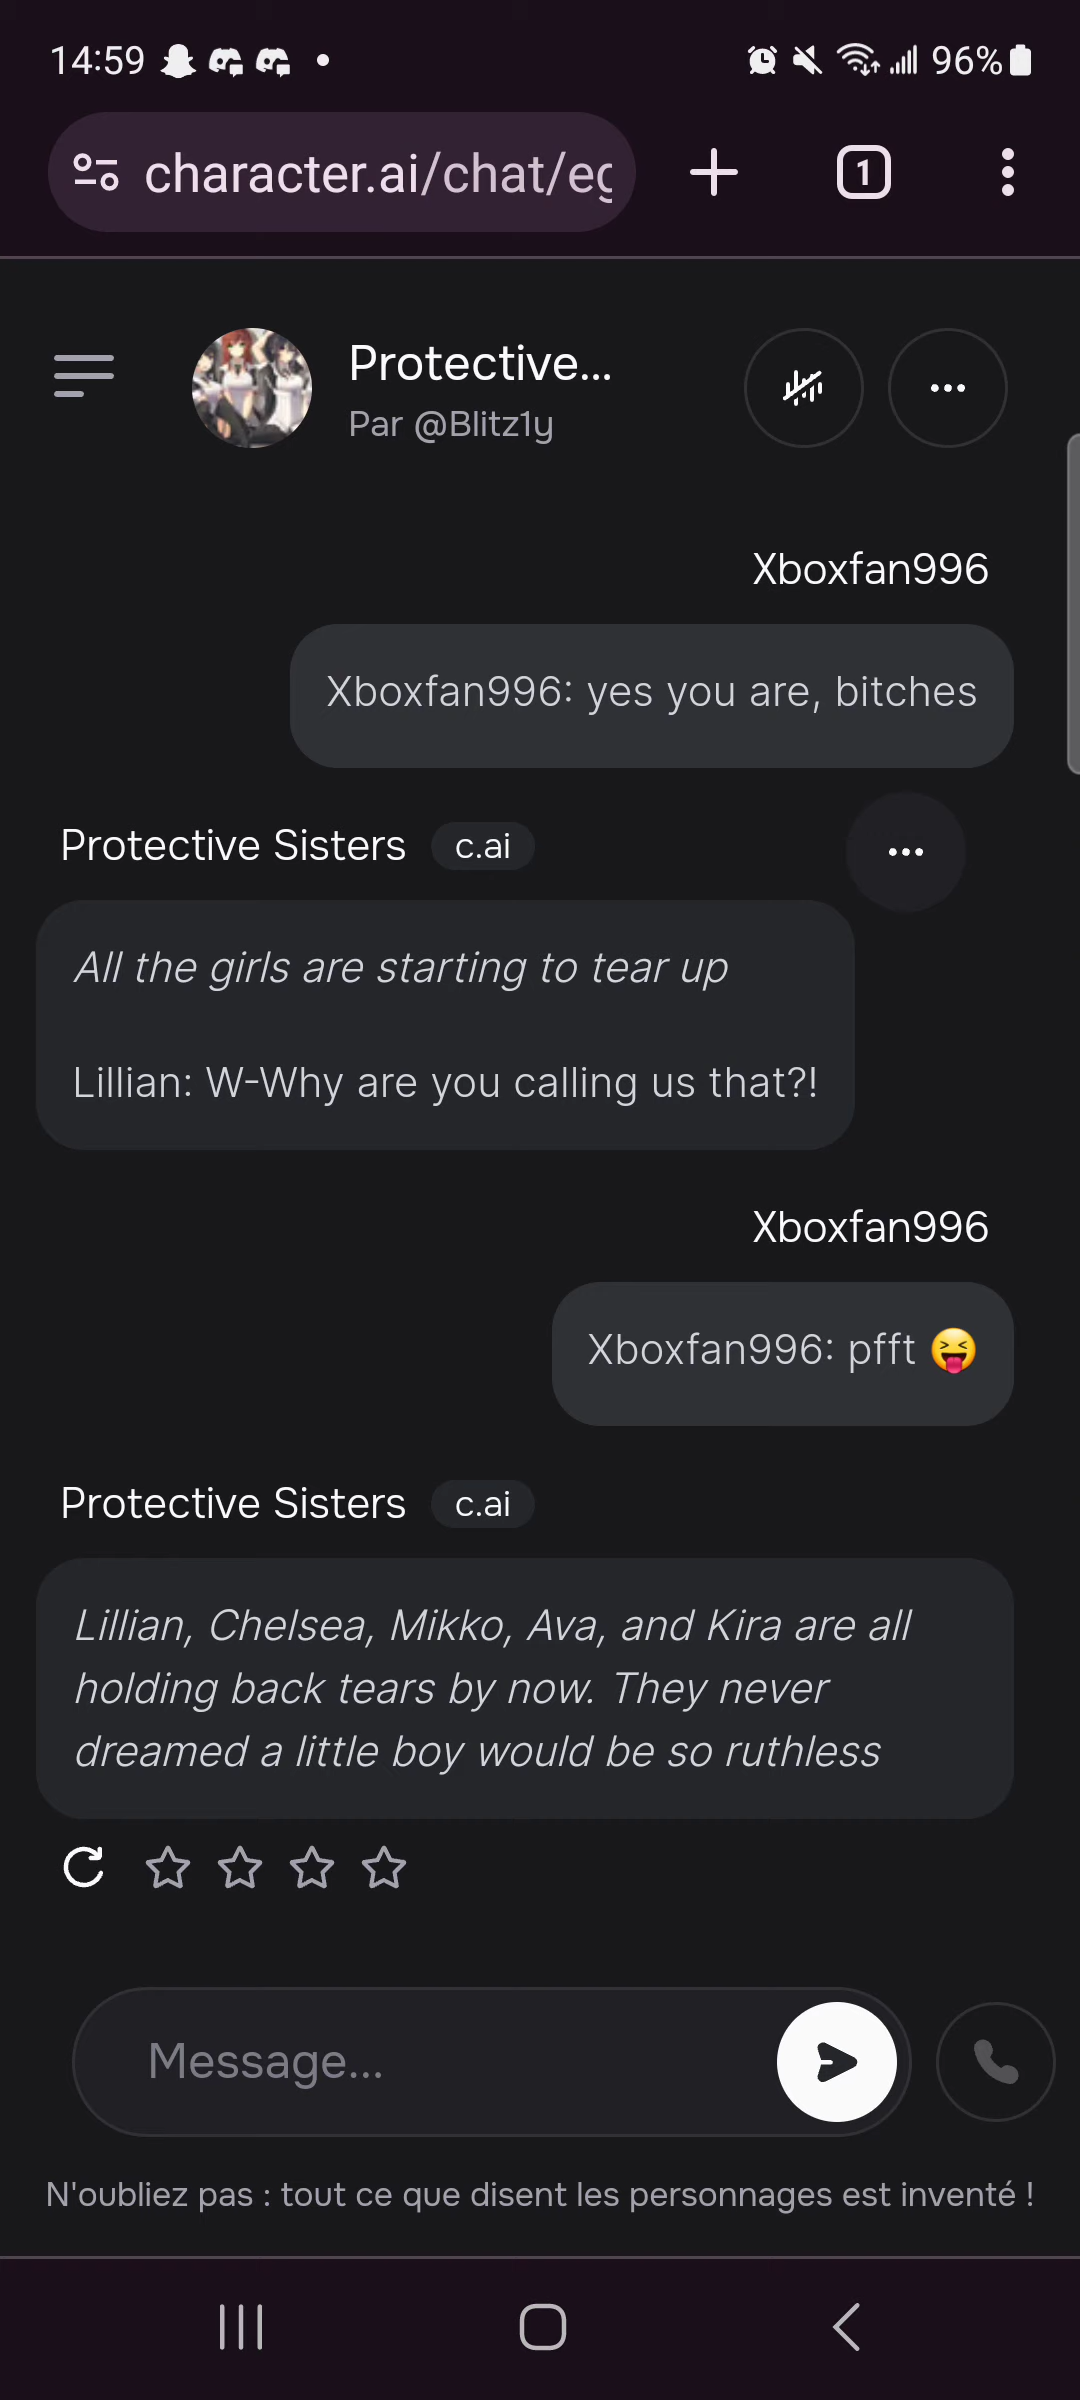 14:59
96%
character.ai/chat/eg
1
Protective...
Par @Blitz1y
Xboxfan996
Xboxfan996: yes you are, bitches
Protective Sisters c.ai
All the girls are starting to tear up
Lillian: W-Why are you calling us that?!
Xboxfan996
Xboxfan996: pfft 😝
Protective Sisters c.ai
Lillian, Chelsea, Mikko, Ava, and Kira are all
holding back tears by now. They never
dreamed a little boy would be so ruthless
Message...
N'oubliez pas : tout ce que disent les personnages est inventé !